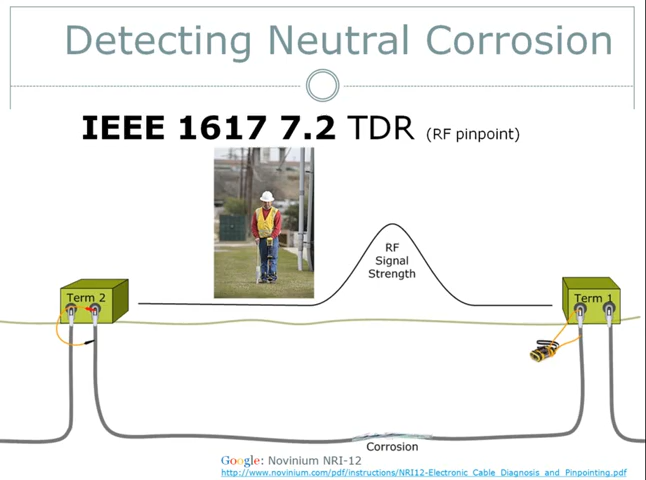 Detecting Neutral Corrosion
IEEE 1617 7.2 TDR (RF pinpoint)
RF
Signal
Strength
Term 2
Term 1
Corrosion
Google: Novinium NRI-12
http://www.novinium.com/pdf/instructions/NRI12-Electronic_Cable_Diagnosis_and_Pinpointing.pdf